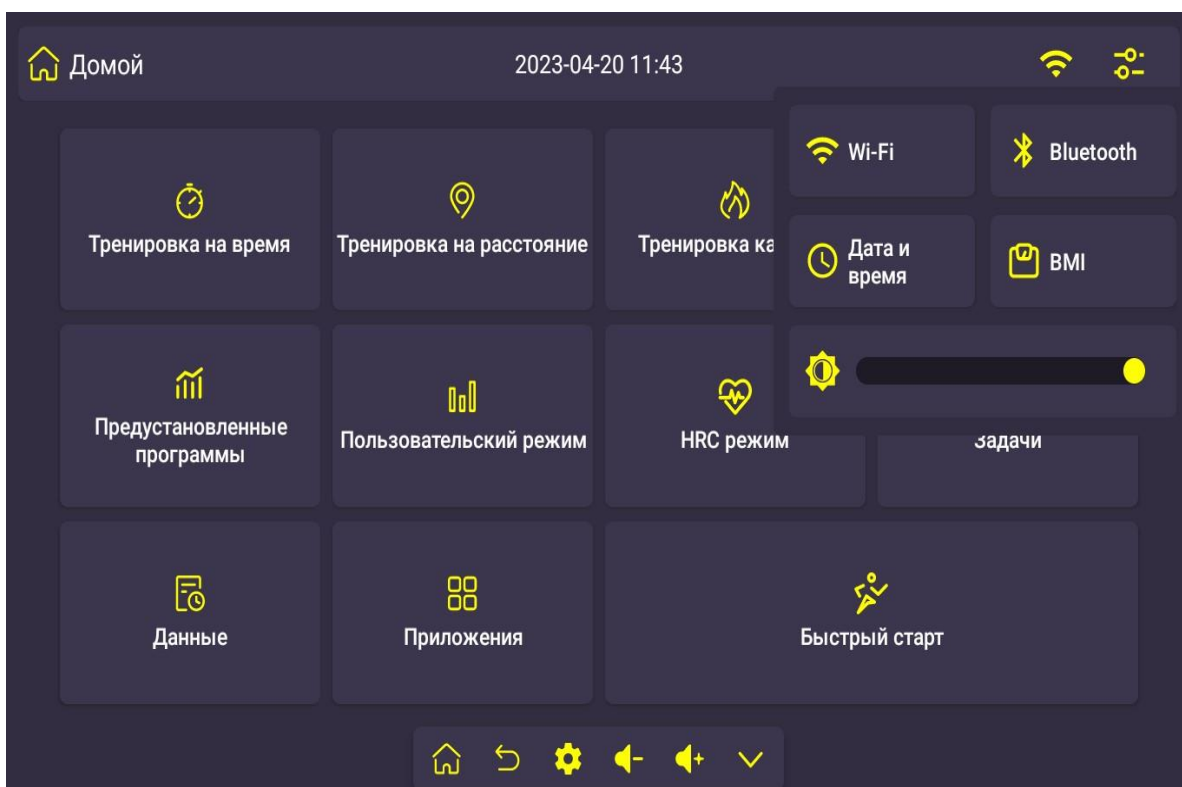 Домой
2023-04-20 11:43
Wi-Fi
Bluetooth
Тренировка на время
Тренировка на расстояние
Тренировка ка
Дата и
время
BMI
Предустановленные
программы
Пользовательский режим
HRC режим
Задачи
Данные
Приложения
Быстрый старт